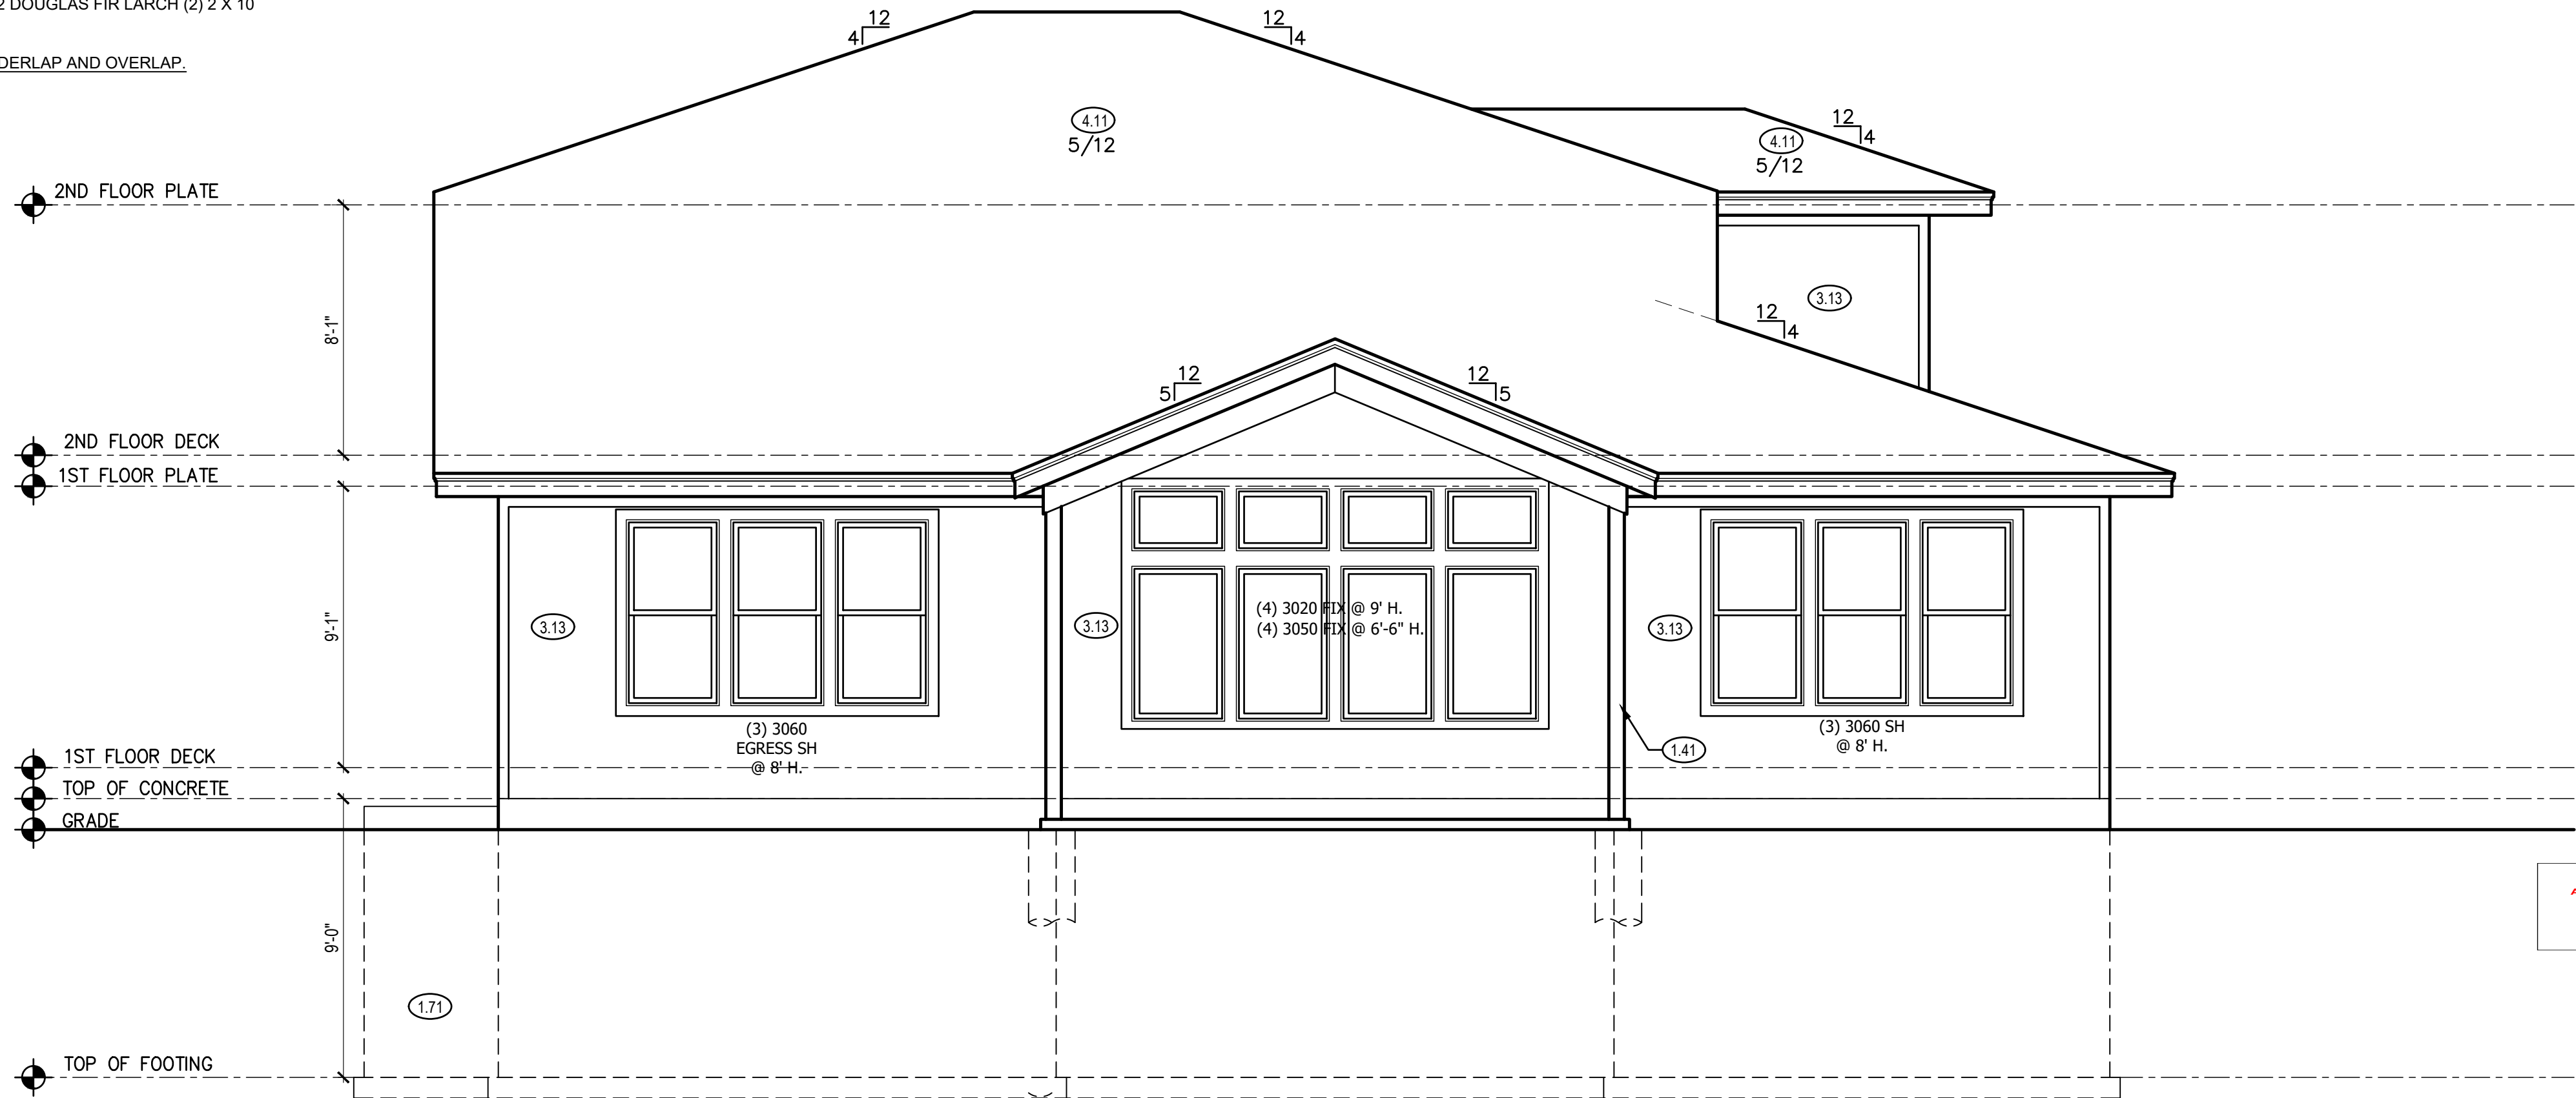 2 DOUGLAS FIR LARCH (2) 2 X 10
DERLAP AND OVERLAP.
12
4
12
4
4.11
5/12
12
4
4.11
5/12
2ND FLOOR PLATE
3.13
12
4
8'-1"
12
5
12
5
2ND FLOOR DECK
1ST FLOOR PLATE
(4) 3020 FIX @ 9' H.
(4) 3050 FIX @ 6'-6" H.
3.13
3.13
3.13
9'-1"
(3) 3060
EGRESS SH
@ 8' H.
(3) 3060 SH
@ 8' H.
1.41
1ST FLOOR DECK
TOP OF CONCRETE
GRADE
9'-0"
1.71
TOP OF FOOTING